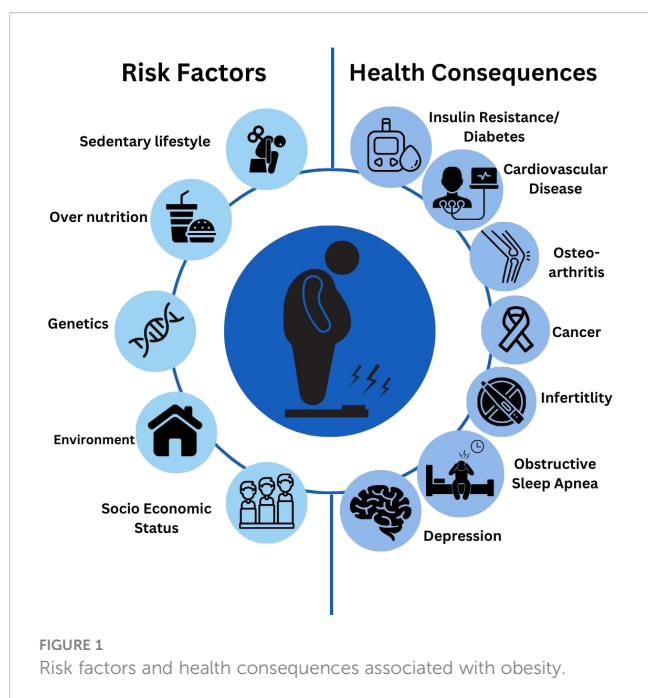 Risk Factors
Sedentary lifestyle
Over nutrition
Genetics
Environment
Socio Economic
Status
Health Consequences
Insulin Resistance/
Diabetes
Cardiovascular
Disease
Osteo-
arthritis
Cancer
Infertitlity
Obstructive
Sleep Apnea
Depression
FIGURE 1
Risk factors and health consequences associated with obesity.